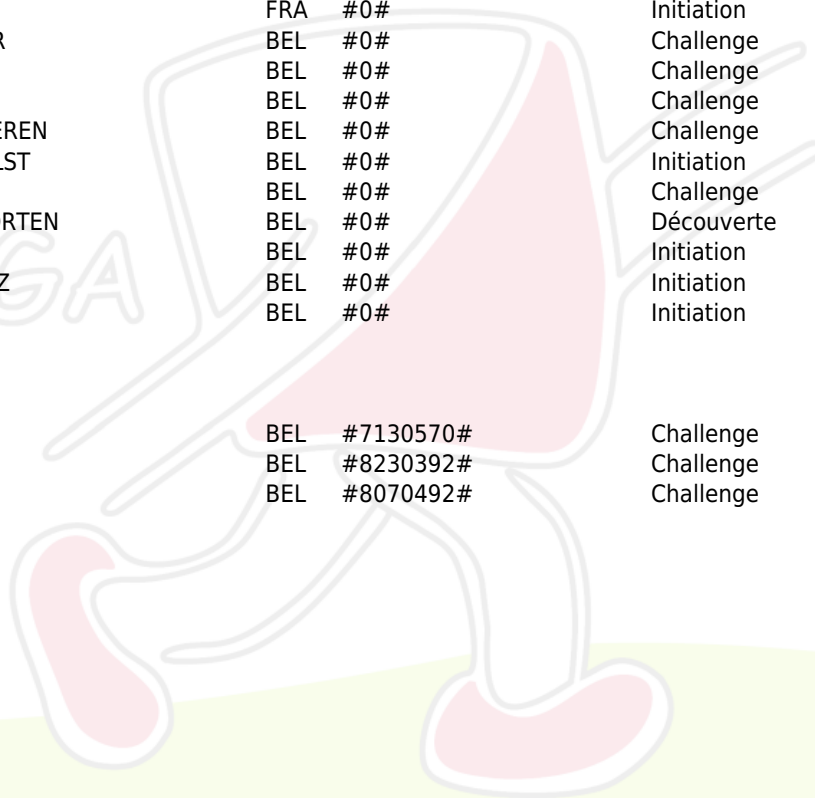 FRA #0# Initiation
R BEL #0# Challenge
BEL #0# Challenge
BEL #0# Challenge
EREN BEL #0# Challenge
LST BEL #0# Initiation
BEL #0# Challenge
ORTEN BEL #0# Découverte
BEL #0# Initiation
Z BEL #0# Initiation
BEL #0# Initiation
GA
BEL #7130570# Challenge
BEL #8230392# Challenge
BEL #8070492# Challenge